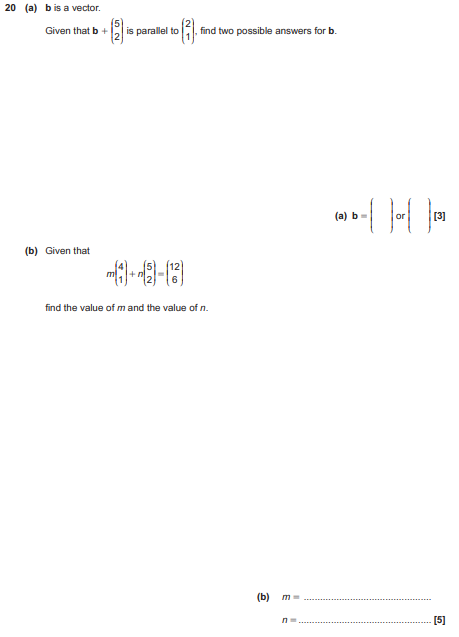 20 (a) b is a vector.
Given that b + (5 2) is parallel to (2 1), find two possible answers for b.
(a) b = ( ) or ( ) [3]
(b) Given that
m(4 1) + n(5 2) = (12 6)
find the value of m and the value of n.
(b) m = ................................................
n = ................................................ [5]